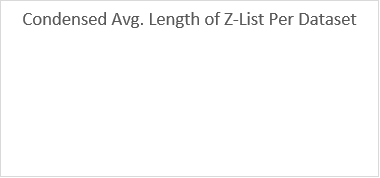 Condensed Avg. Length of Z-List Per Dataset